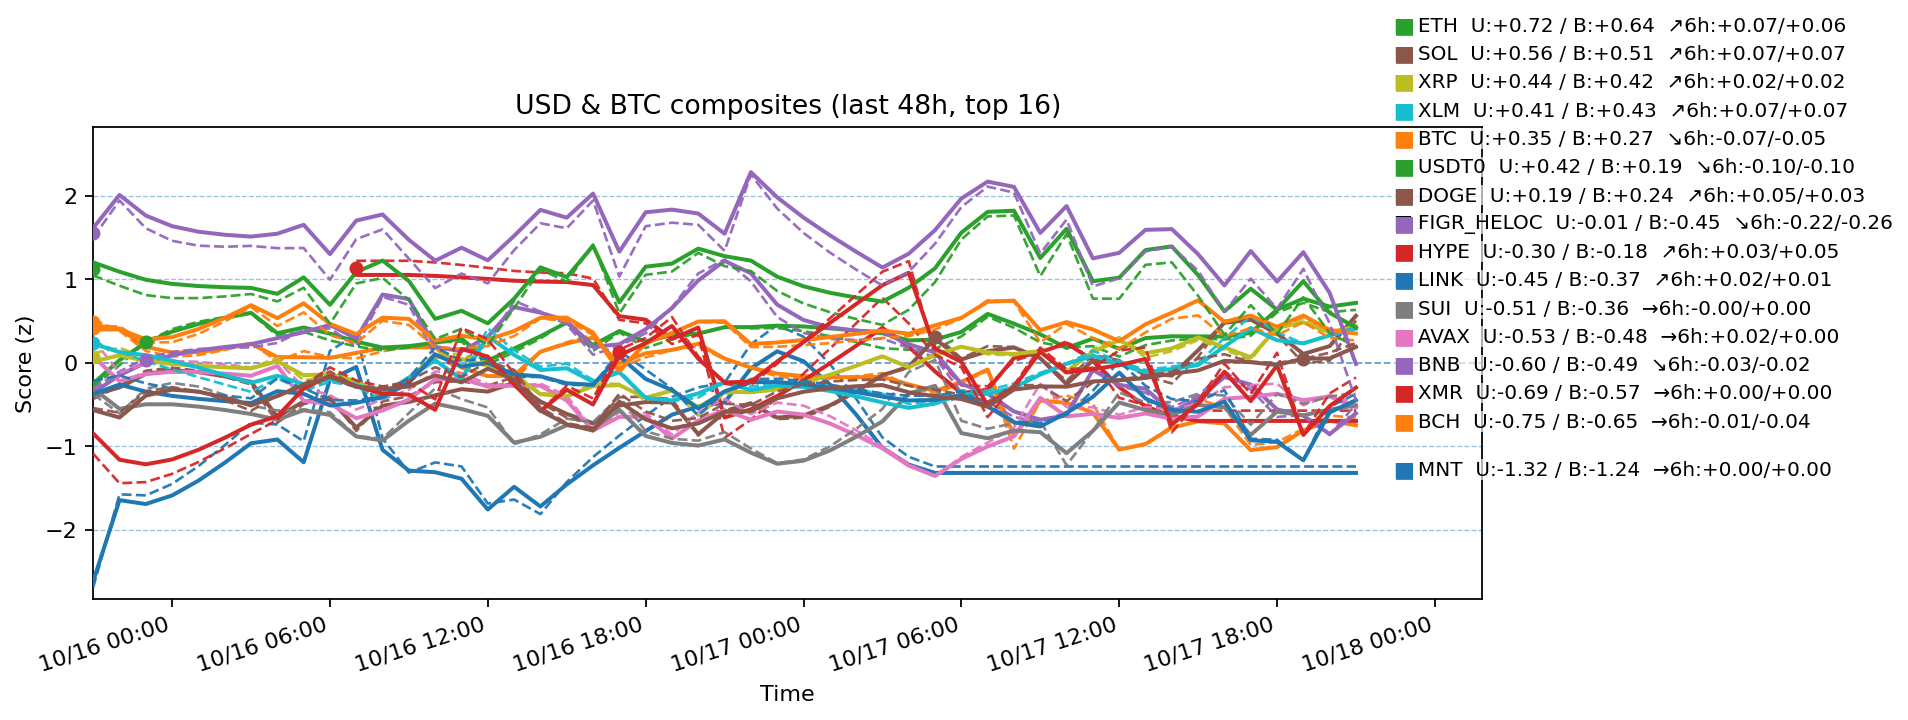 ETH  U:+0.72 / B:+0.64  ↗6h:+0.07/+0.06
SOL  U:+0.56 / B:+0.51  ↗6h:+0.07/+0.07
XRP  U:+0.44 / B:+0.42  ↗6h:+0.02/+0.02
XLM  U:+0.41 / B:+0.43  ↗6h:+0.07/+0.07
BTC  U:+0.35 / B:+0.27  ↘6h:-0.07/-0.05
USDT0  U:+0.42 / B:+0.19  ↘6h:-0.10/-0.10
DOGE  U:+0.19 / B:+0.24  ↗6h:+0.05/+0.03
FIGR_HELOC  U:-0.01 / B:-0.45  ↘6h:-0.22/-0.26
HYPE  U:-0.30 / B:-0.18  ↗6h:+0.03/+0.05
LINK  U:-0.45 / B:-0.37  ↗6h:+0.02/+0.01
SUI  U:-0.51 / B:-0.36  →6h:-0.00/+0.00
AVAX  U:-0.53 / B:-0.48  →6h:+0.02/+0.00
BNB  U:-0.60 / B:-0.49  ↘6h:-0.03/-0.02
XMR  U:-0.69 / B:-0.57  →6h:+0.00/+0.00
BCH  U:-0.75 / B:-0.65  →6h:-0.01/-0.04
MNT  U:-1.32 / B:-1.24  →6h:+0.00/+0.00
USD & BTC composites (last 48h, top 16)
Score (z)
2
1
0
−1
−2
10/16 00:00
10/16 06:00
10/16 12:00
10/16 18:00
10/17 00:00
10/17 06:00
10/17 12:00
10/17 18:00
10/18 00:00
Time